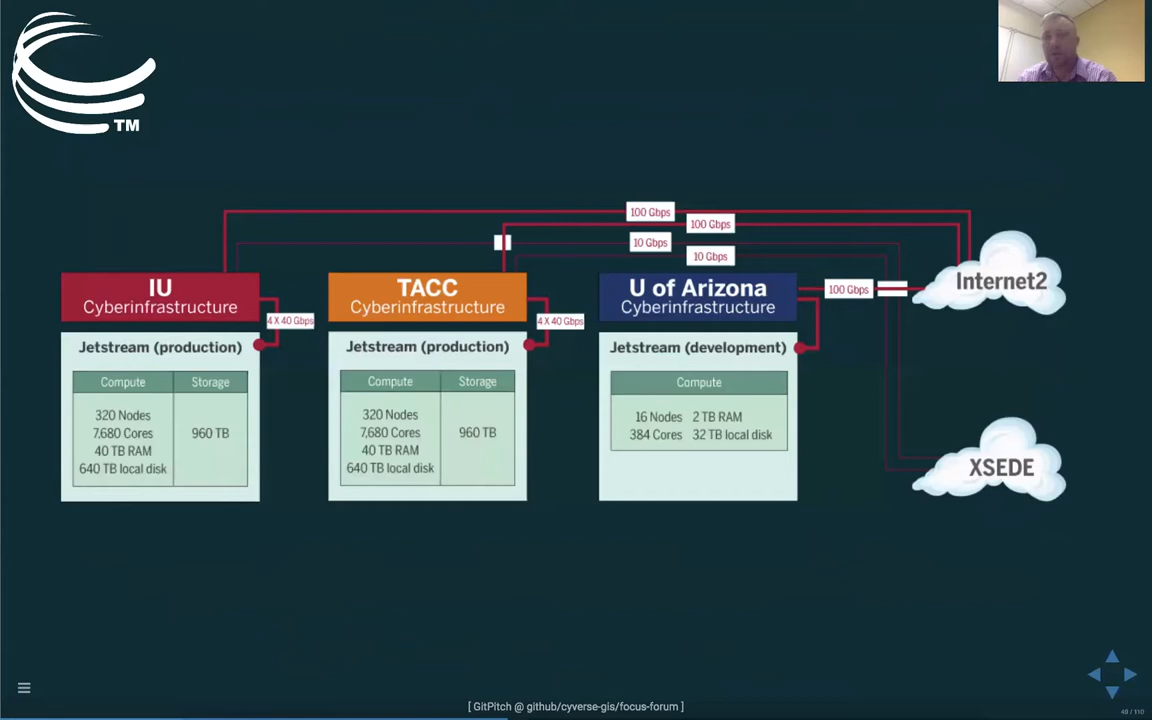 TM
100 Gbps
100 Gbps
10 Gbps
10 Gbps
IU
Cyberinfrastructure
4 X 40 Gbps
Jetstream (production)
Compute
Storage
320 Nodes
7,680 Cores
40 TB RAM
640 TB local disk
960 TB
TACC
Cyberinfrastructure
4 X 40 Gbps
Jetstream (production)
Compute
Storage
320 Nodes
7,680 Cores
40 TB RAM
640 TB local disk
960 TB
U of Arizona
Cyberinfrastructure
100 Gbps
Jetstream (development)
Compute
16 Nodes 2 TB RAM
384 Cores 32 TB local disk
Internet2
XSEDE
[ GitPitch @ github/cyverse-gis/focus-forum ]
49 / 110